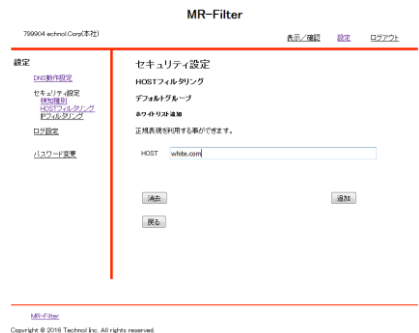 MR-Filter
799904 echnol.Corp(本社)
表示／確認 設定 ログアウト
設定
DNS動作設定
セキュリティ設定
検知種別
HOSTフィルタリング
IPフィルタリング
ログ設定
パスワード変更
セキュリティ設定
HOSTフィルタリング
デフォルトグループ
ホワイトリスト追加
正規表現を利用する事ができます。
HOST white.com
消去 追加
戻る
MR-Filter
Copyright © 2016 Technol Inc. All rights reserved.